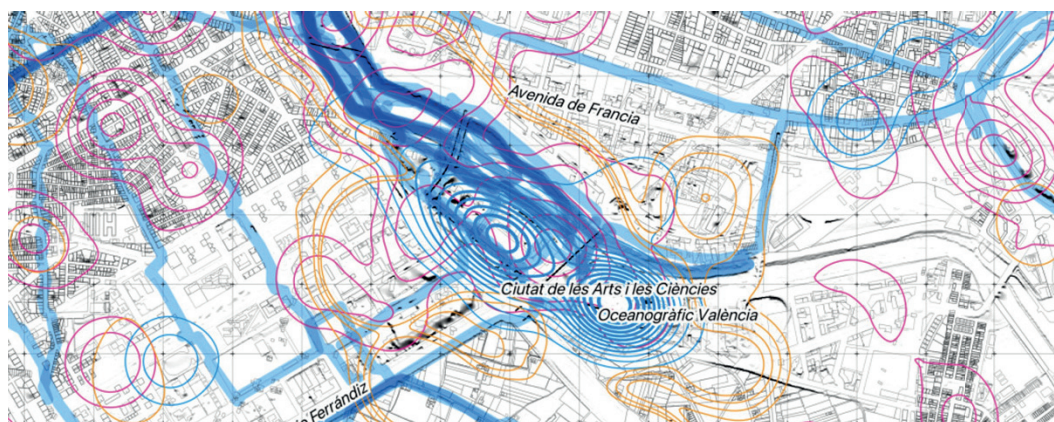 Avenida de Francia
Ciutat de les Arts i les Ciències
Oceanogràfic València
Ferrándiz